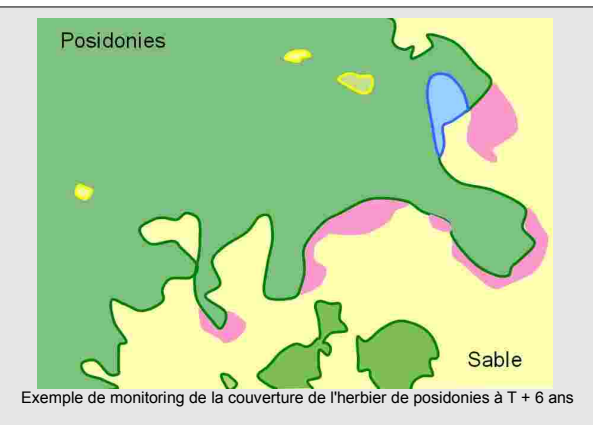 Posidonies
Sable
Exemple de monitoring de la couverture de l'herbier de posidonies à T + 6 ans